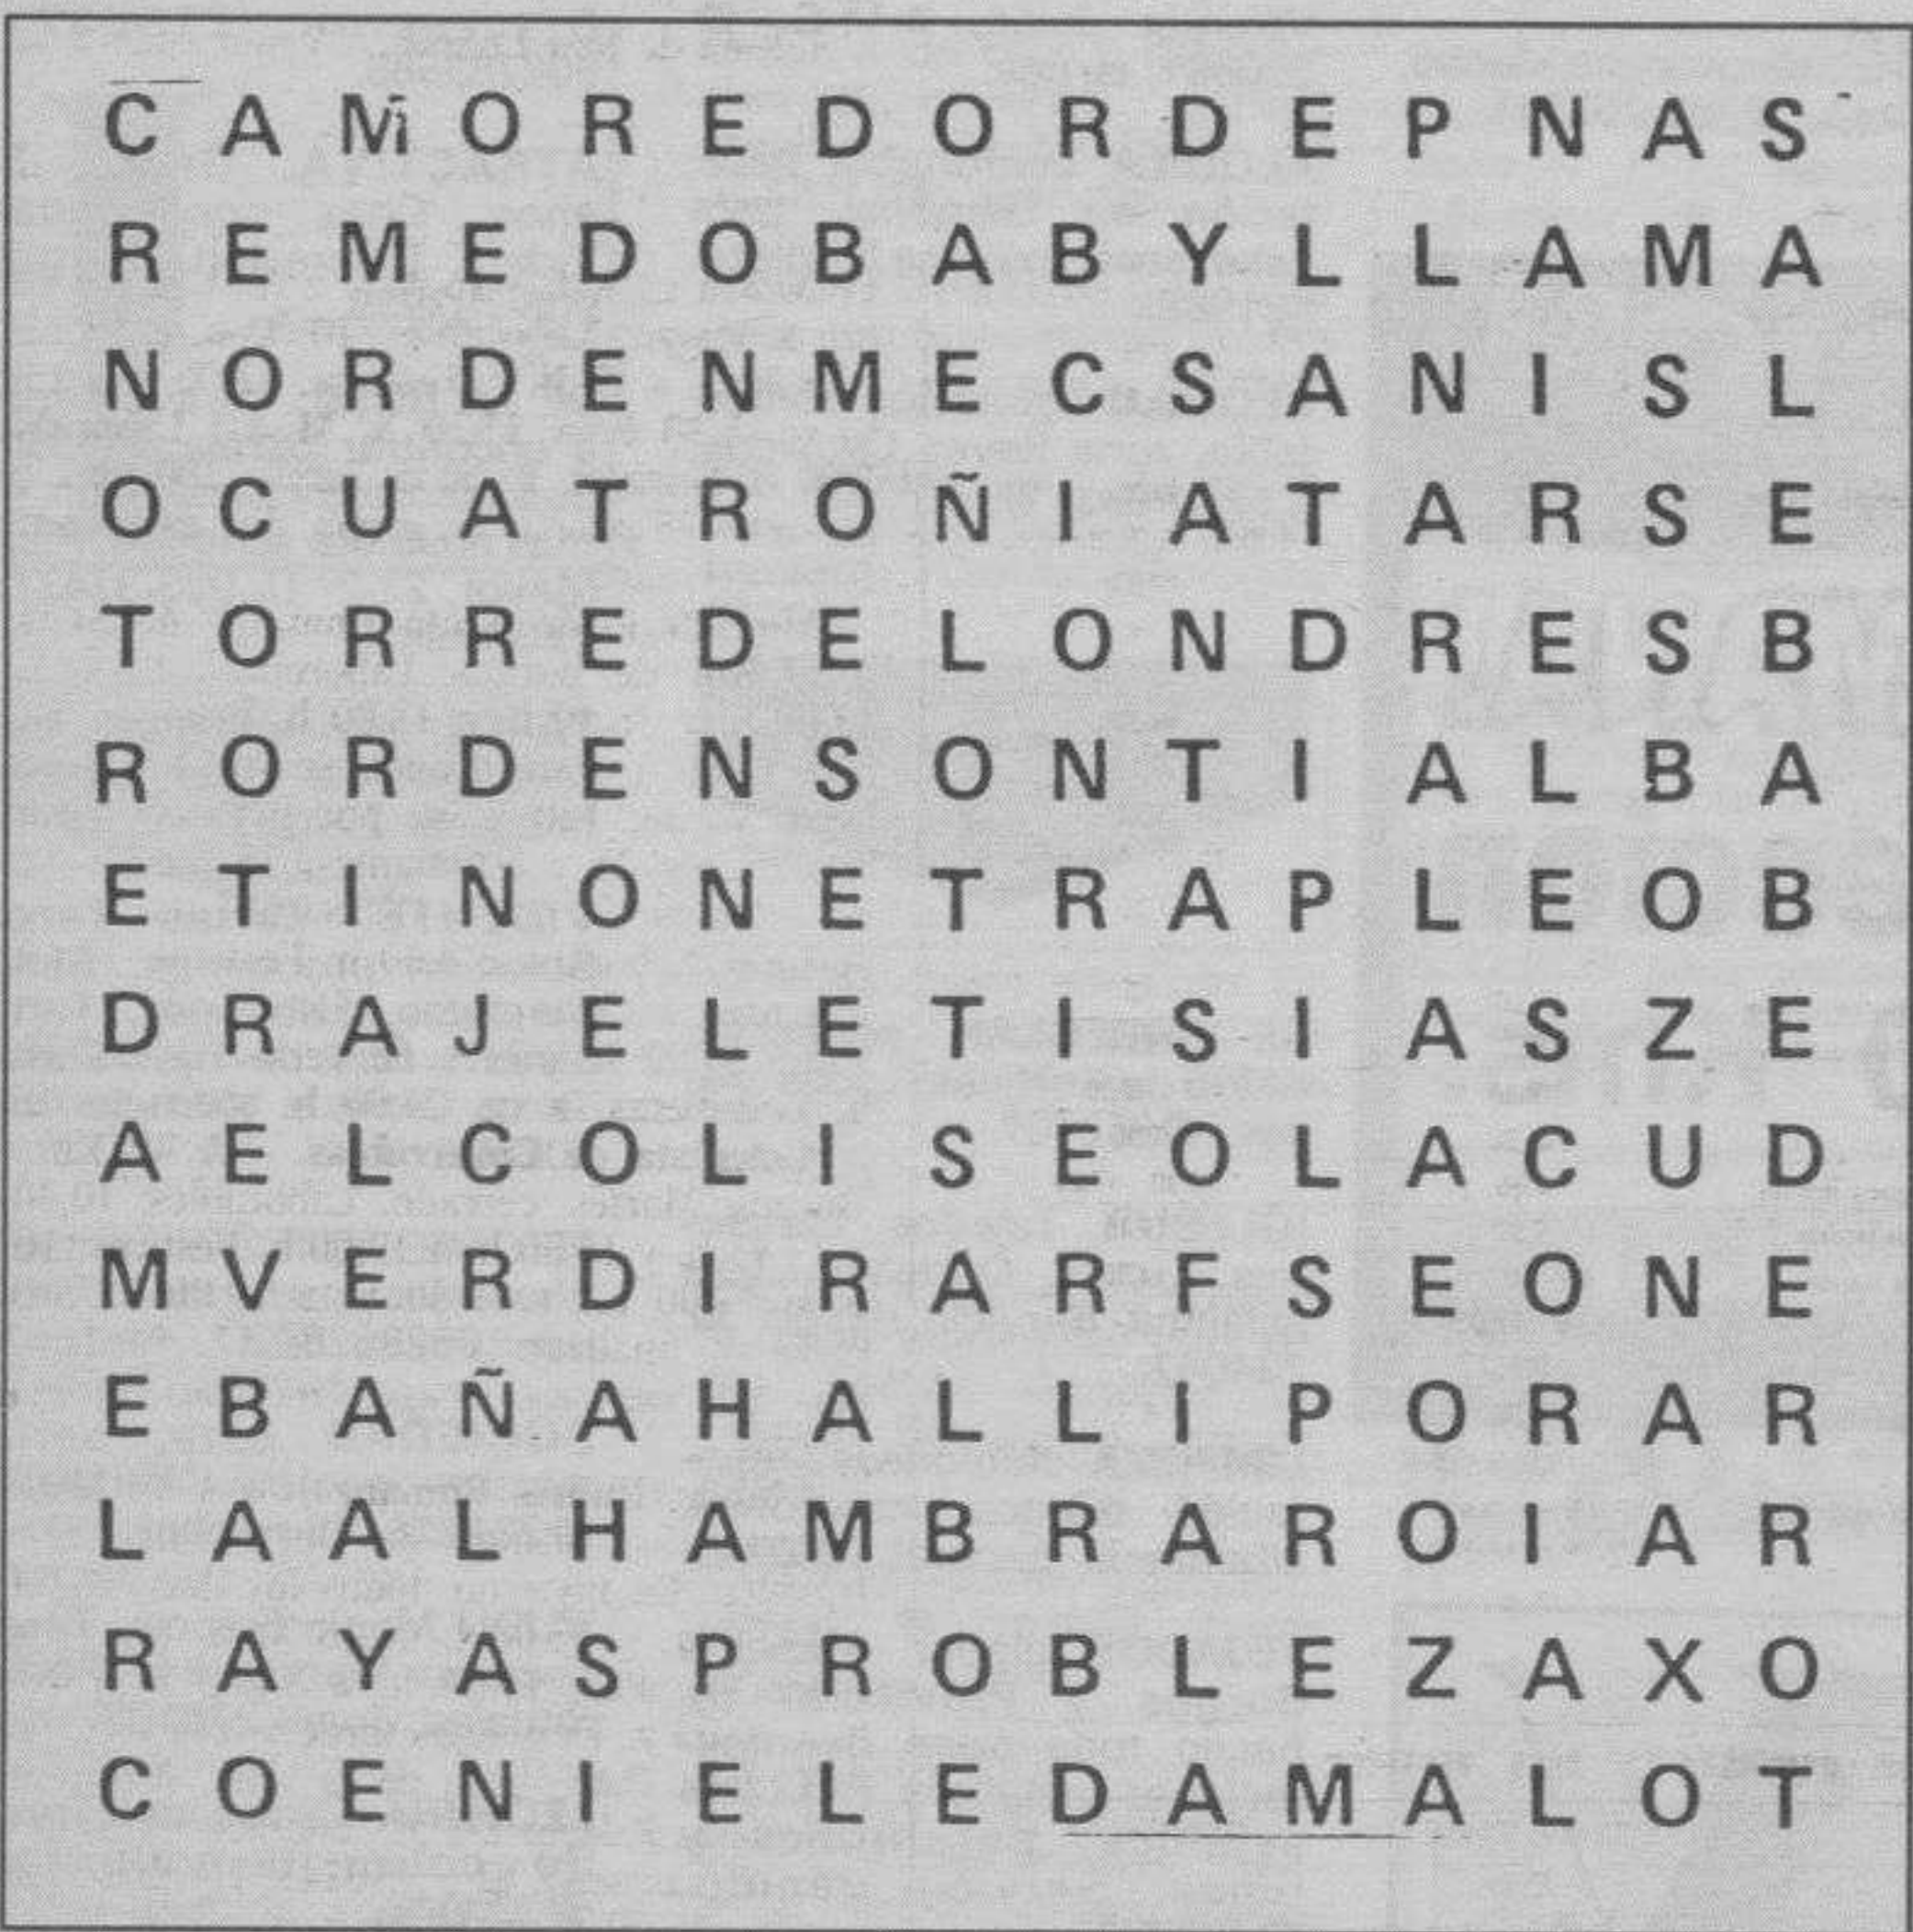 C A M O R E D O R D E P N A S
R E M E D O B A B Y L L A M A
N O R D E N M E C S A N I S L
O C U A T R O Ñ I A T A R S E
T O R R E D E L O N D R E S B
R O R D E N S O N T I A L B A
E T I N O N E T R A P L E O B
D R A J E L E T I S I A S Z E
A E L C O L I S E O L A C U D
M V E R D I R A R F S E O N E
E B A Ñ A H A L L I P O R A R
L A A L H A M B R A R O I A R
R A Y A S P R O B L E Z A X O
C O E N I E L E D A M A L O T